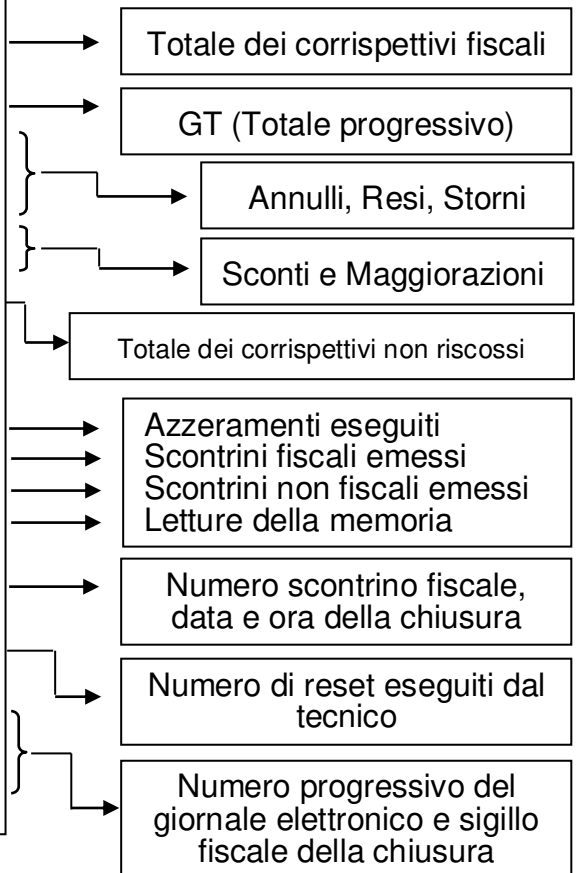 Totale dei corrispettivi fiscali
GT (Totale progressivo)
Annulli, Resi, Storni
Sconti e Maggiorazioni
Totale dei corrispettivi non riscossi
Azzeramenti eseguiti
Scontrini fiscali emessi
Scontrini non fiscali emessi
Letture della memoria
Numero scontrino fiscale,
data e ora della chiusura
Numero di reset eseguiti dal
tecnico
Numero progressivo del
giornale elettronico e sigillo
fiscale della chiusura